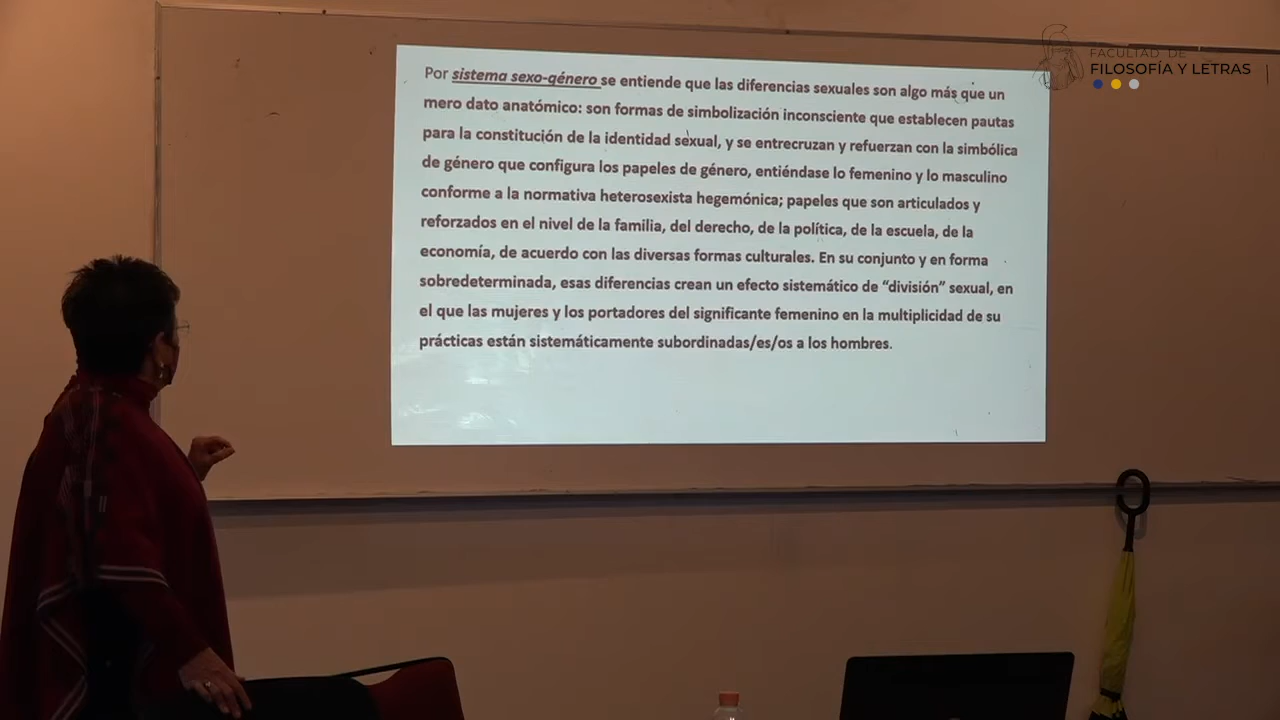 FACULTAD DE
FILOSOFÍA Y LETRAS
Por sistema sexo-género se entiende que las diferencias sexuales son algo más que un
mero dato anatómico: son formas de simbolización inconsciente que establecen pautas
para la constitución de la identidad sexual, y se entrecruzan y refuerzan con la simbólica
de género que configura los papeles de género, entiéndase lo femenino y lo masculino
conforme a la normativa heterosexista hegemónica; papeles que son articulados y
reforzados en el nivel de la familia, del derecho, de la política, de la escuela, de la
economía, de acuerdo con las diversas formas culturales. En su conjunto y en forma
sobredeterminada, esas diferencias crean un efecto sistemático de “división” sexual, en
el que las mujeres y los portadores del significante femenino en la multiplicidad de su
prácticas están sistemáticamente subordinadas/es/os a los hombres.